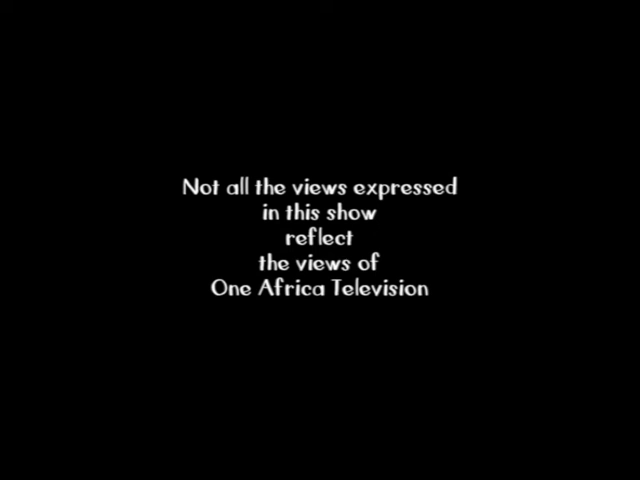 Not all the views expressed
in this show
reflect
the views of
One Africa Television